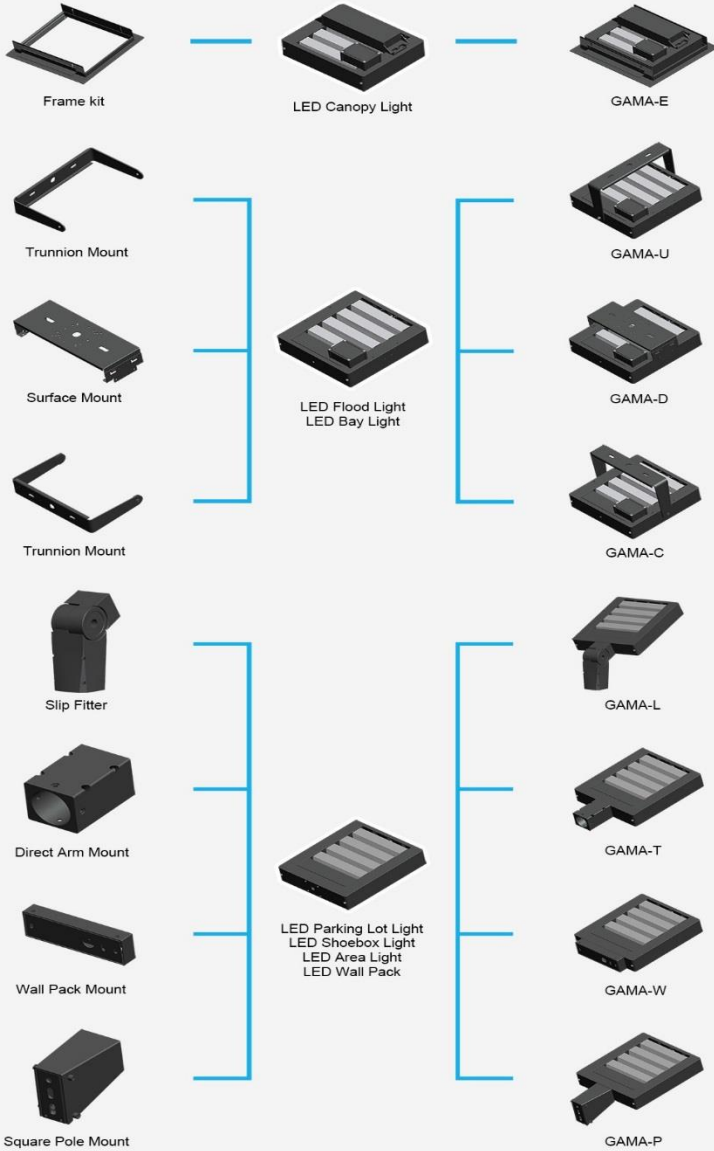 Frame kit
LED Canopy Light
GAMA-E
Trunnion Mount
GAMA-U
Surface Mount
LED Flood Light
LED Bay Light
GAMA-D
Trunnion Mount
GAMA-C
Slip Fitter
GAMA-L
Direct Arm Mount
GAMA-T
LED Parking Lot Light
LED Shoebox Light
LED Area Light
LED Wall Pack
Wall Pack Mount
GAMA-W
Square Pole Mount
GAMA-P